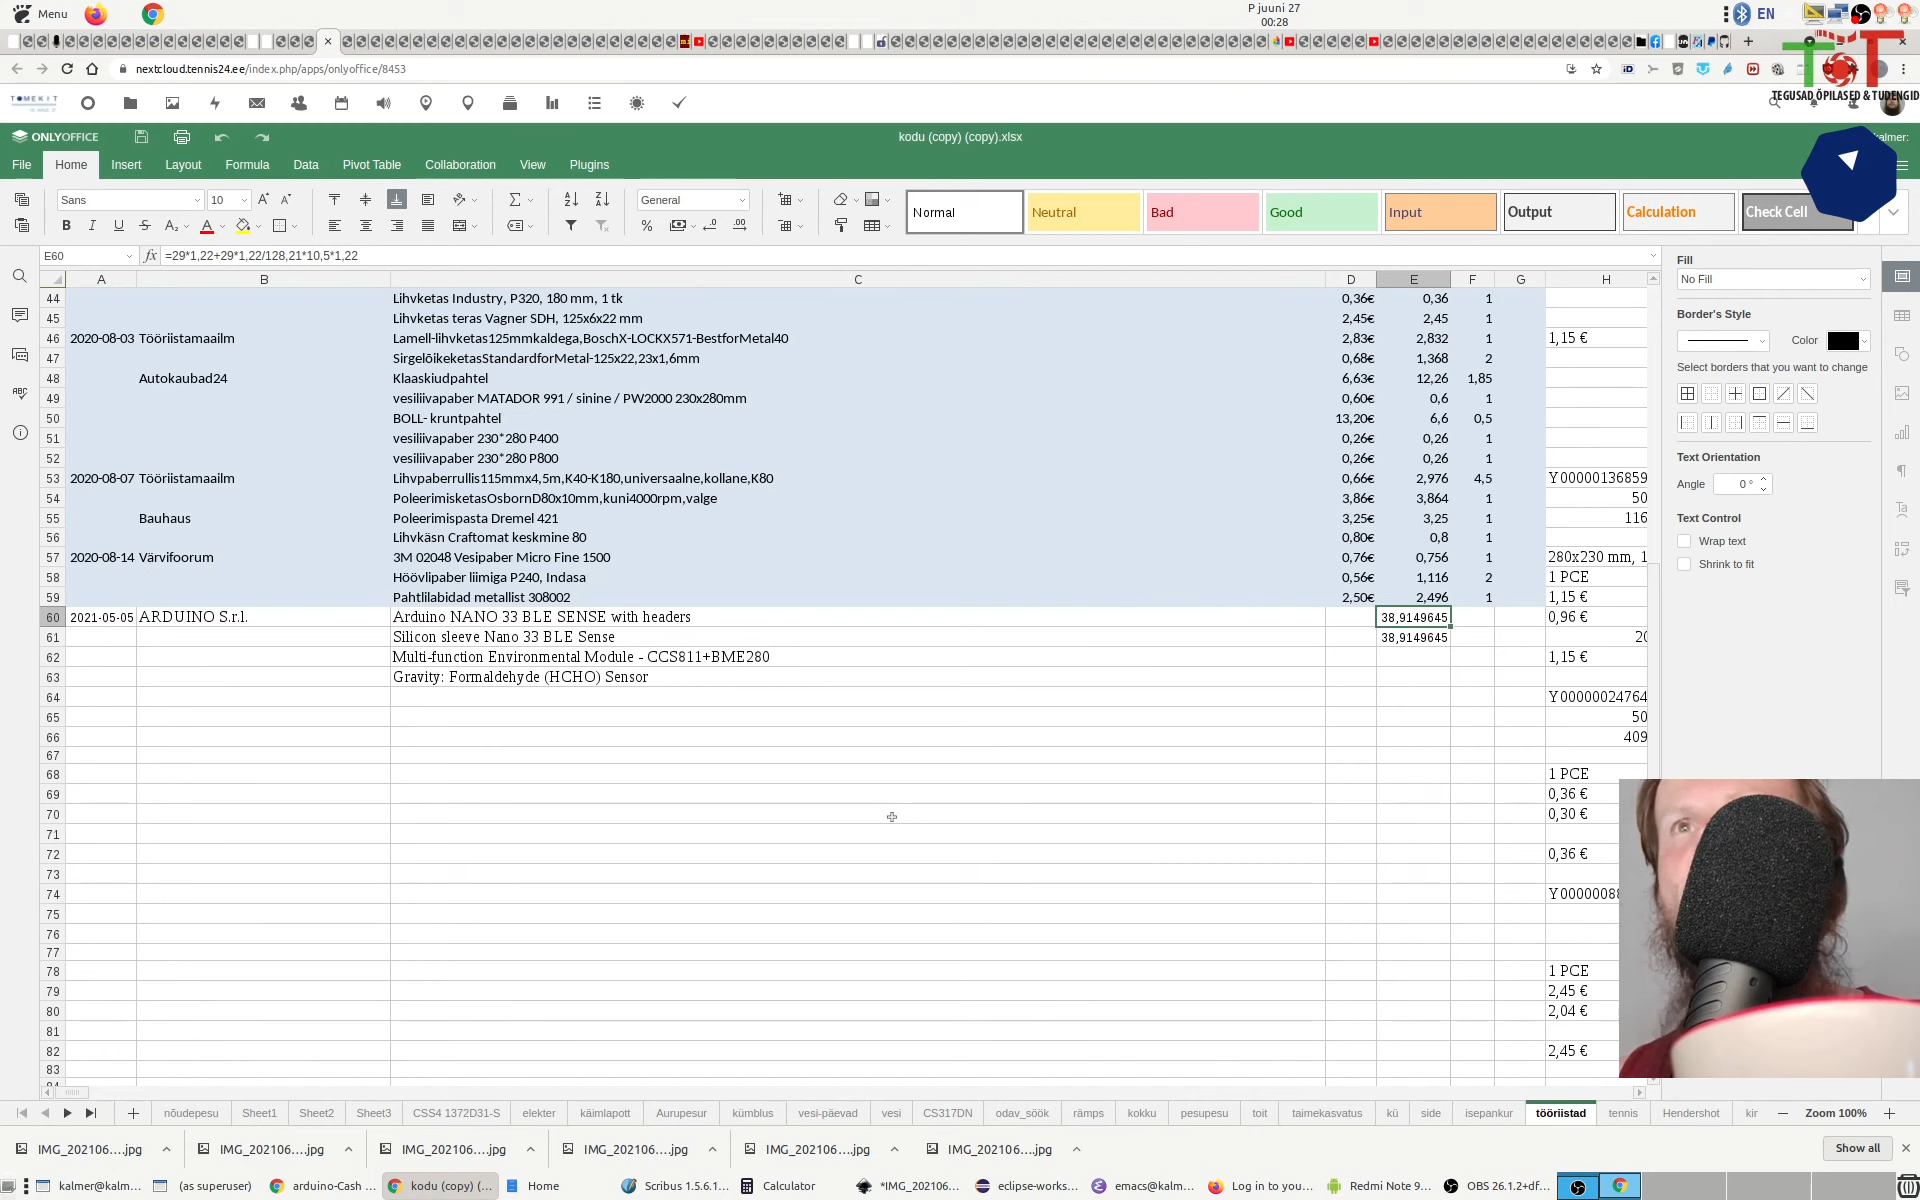 Menu
P juuni 27
00:28
EN
nextcloud.tennis24.ee/index.php/apps/onlyoffice/8453
TEGUSAD ÕPILASED & TUDENGID
ONLYOFFICE
kodu (copy) (copy).xlsx
kalmer:
File Home Insert Layout Formula Data Pivot Table Collaboration View Plugins
Sans 10 General
Normal Neutral Bad Good Input Output Calculation Check Cell
E60 fx =29*1,22+29*1,22/128,21*10,5*1,22
A B C D E F G H
44 Lihvketas Industry, P320, 180 mm, 1 tk 0,36€ 0,36 1
45 Lihvketas teras Vagner SDH, 125x6x22 mm 2,45€ 2,45 1
46 2020-08-03 Tööriistamaailm Lamell-lihvketas125mmkaldega,BoschX-LOCKX571-BestforMetal40 2,83€ 2,832 1 1,15 €
47 SirgelõikeketasStandardforMetal-125x22,23x1,6mm 0,68€ 1,368 2
48 Autokaubad24 Klaaskiudpahtel 6,63€ 12,26 1,85
49 vesiliivapaber MATADOR 991 / sinine / PW2000 230x280mm 0,60€ 0,6 1
50 BOLL- kruntpahtel 13,20€ 6,6 0,5
51 vesiliivapaber 230*280 P400 0,26€ 0,26 1
52 vesiliivapaber 230*280 P800 0,26€ 0,26 1
53 2020-08-07 Tööriistamaailm Lihvpaberrullis115mmx4,5m,K40-K180,universaalne,kollane,K80 0,66€ 2,976 4,5 Y00000136859
54 PoleerimisketasOsbornD80x10mm,kuni4000rpm,valge 3,86€ 3,864 1 50
55 Bauhaus Poleerimispasta Dremel 421 3,25€ 3,25 1 116
56 Lihvkäsn Craftomat keskmine 80 0,80€ 0,8 1
57 2020-08-14 Värvifoorum 3M 02048 Vesipaber Micro Fine 1500 0,76€ 0,756 1 280x230 mm, 1
58 Höövlipaber liimiga P240, Indasa 0,56€ 1,116 2 1 PCE
59 Pahtlilabidad metallist 308002 2,50€ 2,496 1 1,15 €
60 2021-05-05 ARDUINO S.r.l. Arduino NANO 33 BLE SENSE with headers 38,9149645 0,96 €
61 Silicon sleeve Nano 33 BLE Sense 38,9149645 20
62 Multi-function Environmental Module - CCS811+BME280 1,15 €
63 Gravity: Formaldehyde (HCHO) Sensor
64 Y00000024764
65 50
66 409
67
68 1 PCE
69 0,36 €
70 0,30 €
71
72 0,36 €
73
74 Y0000008
75
76
77
78 1 PCE
79 2,45 €
80 2,04 €
81
82 2,45 €
83
Fill
No Fill
Border's Style
Color
Select borders that you want to change
Text Orientation
Angle 0 °
Text Control
Wrap text
Shrink to fit
nõudepesu Sheet1 Sheet2 Sheet3 CSS4 1372D31-S elekter käimlapott Aurupesur kümblus vesi-päevad vesi CS317DN odav_söök rämps kokku pesupesu toit taimekasvatus kü side isepankur tööriistad tennis Hendershot kir Zoom 100%
IMG_202106....jpg IMG_202106....jpg IMG_202106....jpg IMG_202106....jpg IMG_202106....jpg IMG_202106....jpg Show all
kalmer@kalm... (as superuser) arduino-Cash ... kodu (copy) (... Home Scribus 1.5.6.1... Calculator *IMG_202106... eclipse-works... emacs@kalm... Log in to you... Redmi Note 9... OBS 26.1.2+df...